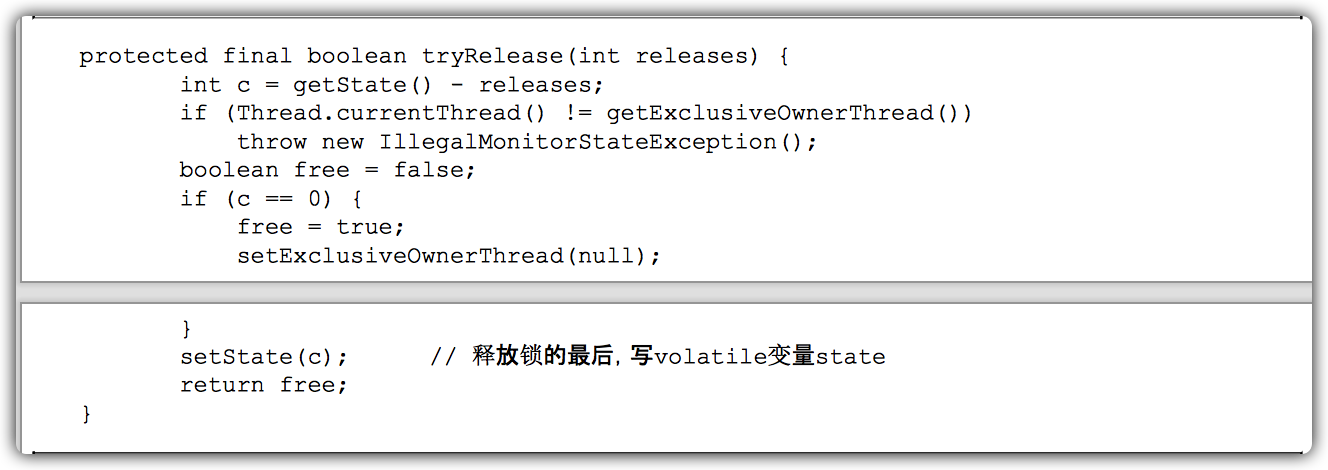 protected final boolean tryRelease(int releases) {
int c = getState() - releases;
if (Thread.currentThread() != getExclusiveOwnerThread())
throw new IllegalMonitorStateException();
boolean free = false;
if (c == 0) {
free = true;
setExclusiveOwnerThread(null);
}
setState(c); // 释放锁的最后, 写volatile变量state
return free;
}